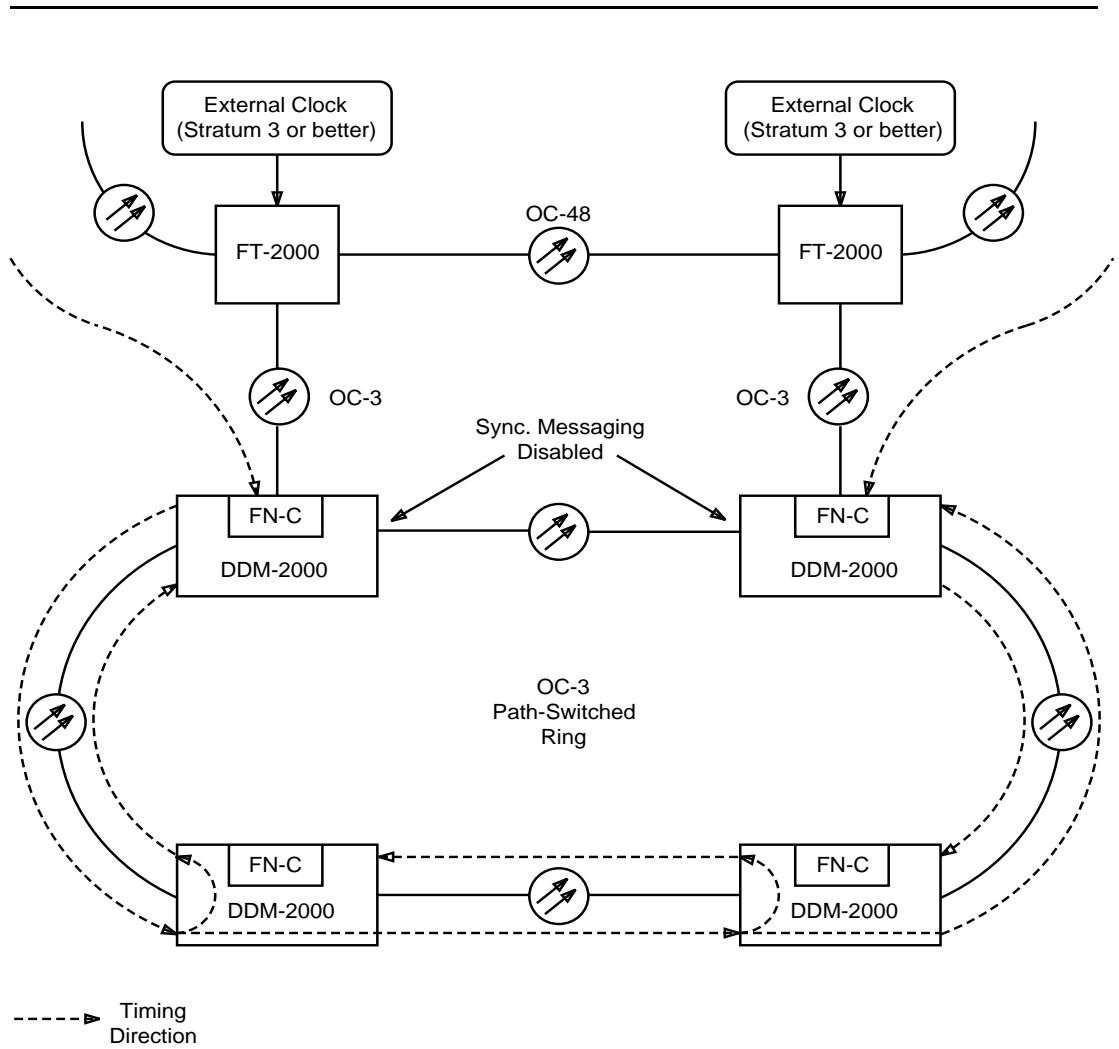 External Clock
(Stratum 3 or better)
External Clock
(Stratum 3 or better)
OC-48
FT-2000
FT-2000
OC-3
OC-3
Sync. Messaging
Disabled
FN-C
FN-C
DDM-2000
DDM-2000
OC-3
Path-Switched
Ring
FN-C
FN-C
DDM-2000
DDM-2000
Timing
Direction